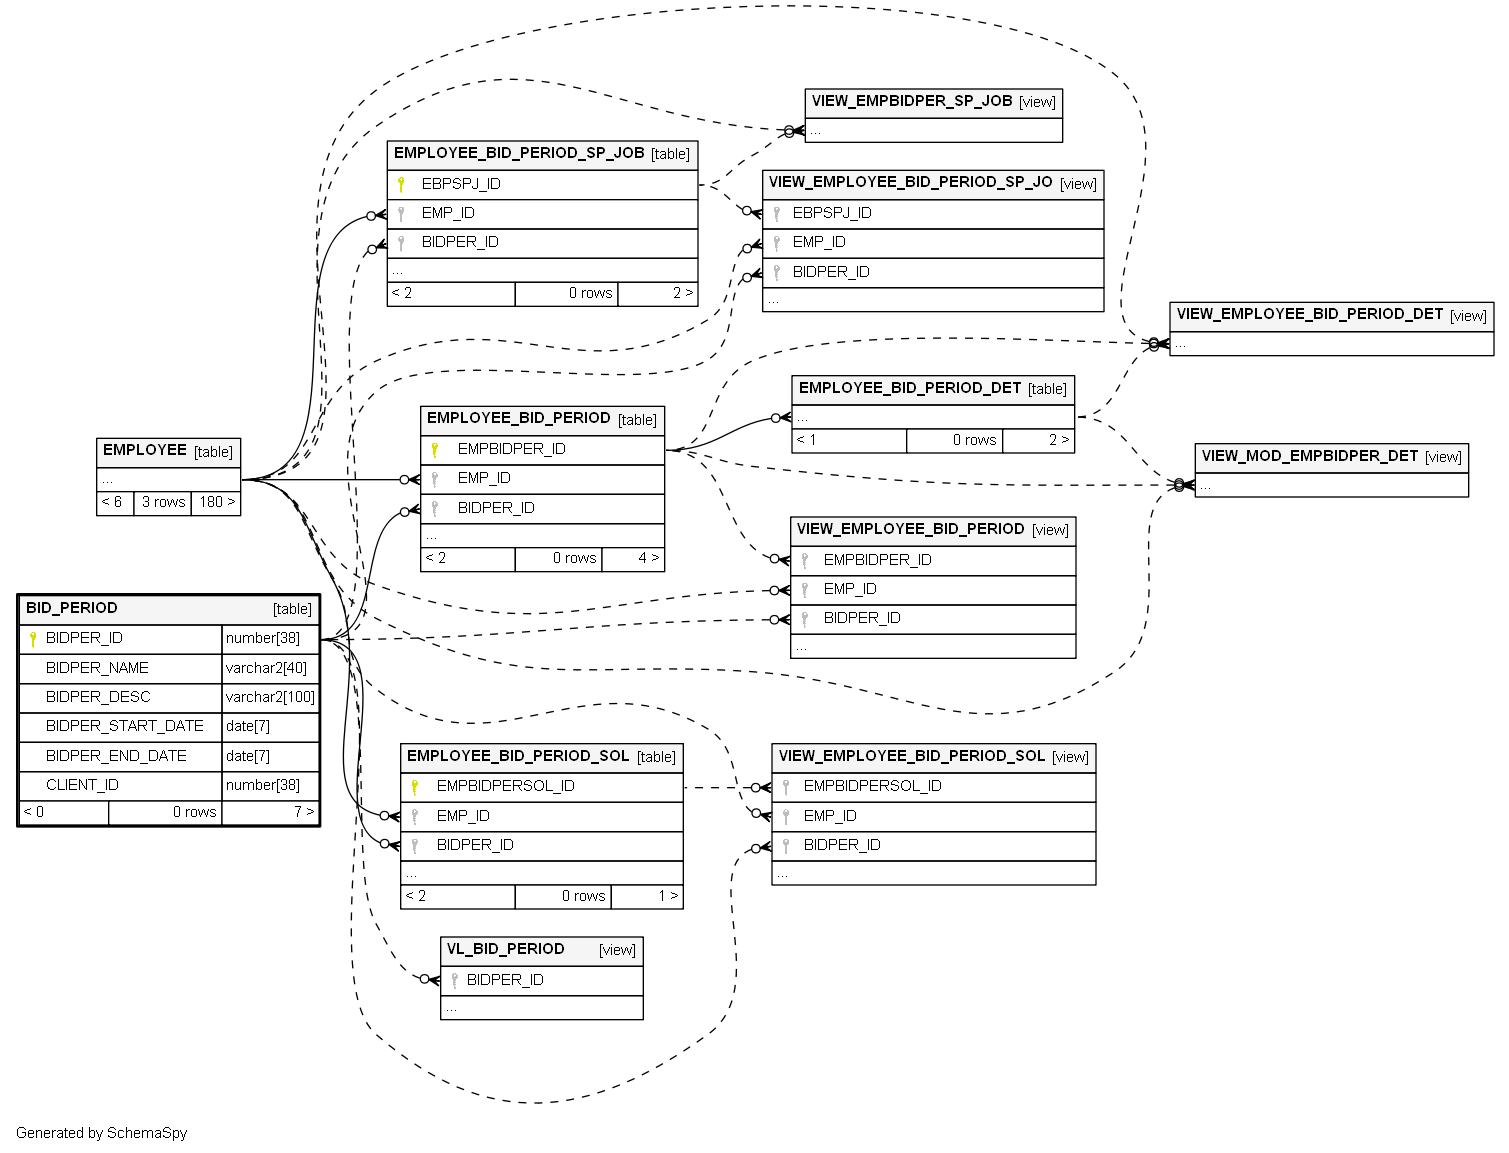 VIEW_EMPBIDPER_SP_JOB [view]
...
EMPLOYEE_BID_PERIOD_SP_JOB [table]
EBPSPJ_ID
EMP_ID
BIDPER_ID
...
< 2 0 rows 2 >
VIEW_EMPLOYEE_BID_PERIOD_SP_JO [view]
EBPSPJ_ID
EMP_ID
BIDPER_ID
...
VIEW_EMPLOYEE_BID_PERIOD_DET [view]
...
EMPLOYEE_BID_PERIOD_DET [table]
...
< 1 0 rows 2 >
EMPLOYEE_BID_PERIOD [table]
EMPBIDPER_ID
EMP_ID
BIDPER_ID
...
< 2 0 rows 4 >
EMPLOYEE [table]
...
< 6 3 rows 180 >
VIEW_MOD_EMPBIDPER_DET [view]
...
VIEW_EMPLOYEE_BID_PERIOD [view]
EMPBIDPER_ID
EMP_ID
BIDPER_ID
...
BID_PERIOD [table]
BIDPER_ID number[38]
BIDPER_NAME varchar2[40]
BIDPER_DESC varchar2[100]
BIDPER_START_DATE date[7]
BIDPER_END_DATE date[7]
CLIENT_ID number[38]
< 0 0 rows 7 >
EMPLOYEE_BID_PERIOD_SOL [table]
EMPBIDPERSOL_ID
EMP_ID
BIDPER_ID
...
< 2 0 rows 1 >
VIEW_EMPLOYEE_BID_PERIOD_SOL [view]
EMPBIDPERSOL_ID
EMP_ID
BIDPER_ID
...
VL_BID_PERIOD [view]
BIDPER_ID
...
Generated by SchemaSpy